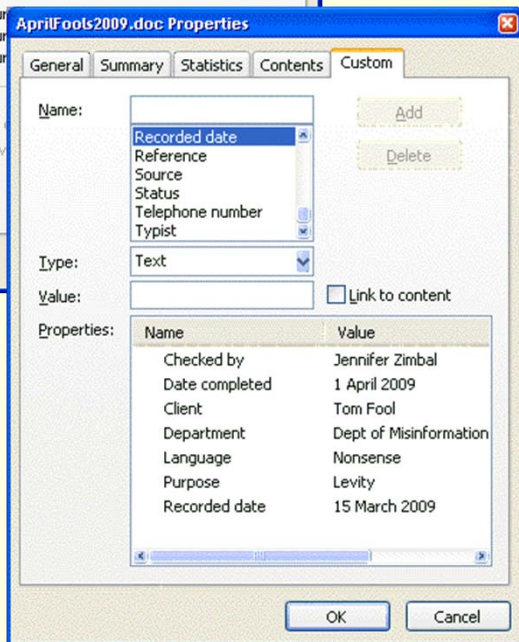 AprilFools2009.doc Properties
General Summary Statistics Contents Custom
Name:
Add
Recorded date
Reference
Delete
Source
Status
Telephone number
Typist
Type: Text
Value: Link to content
Properties: Name Value
Checked by Jennifer Zimbal
Date completed 1 April 2009
Client Tom Fool
Department Dept of Misinformation
Language Nonsense
Purpose Levity
Recorded date 15 March 2009
OK Cancel